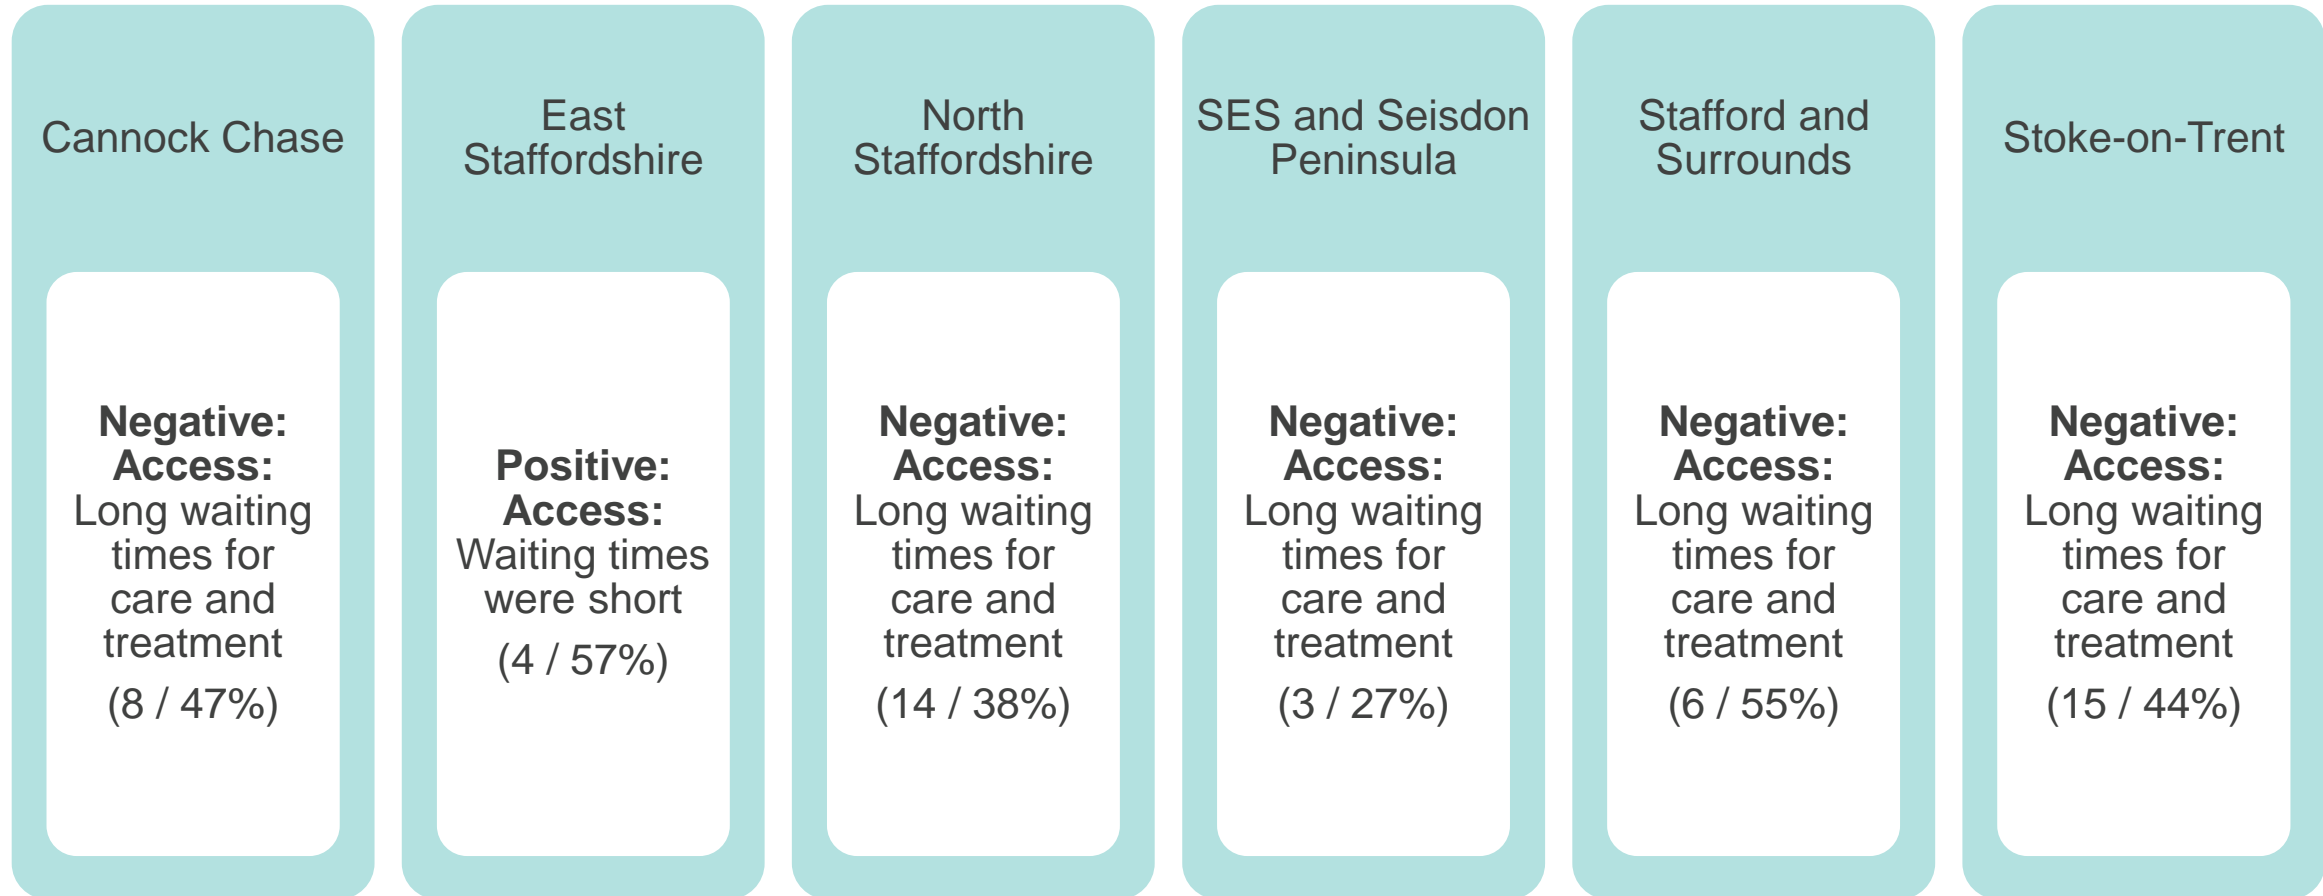 Cannock Chase
Negative:
Access:
Long waiting
times for
care and
treatment
(8 / 47%)
East
Staffordshire
Positive:
Access:
Waiting times
were short
(4 / 57%)
North
Staffordshire
Negative:
Access:
Long waiting
times for
care and
treatment
(14 / 38%)
SES and Seisdon
Peninsula
Negative:
Access:
Long waiting
times for
care and
treatment
(3 / 27%)
Stafford and
Surrounds
Negative:
Access:
Long waiting
times for
care and
treatment
(6 / 55%)
Stoke-on-Trent
Negative:
Access:
Long waiting
times for
care and
treatment
(15 / 44%)